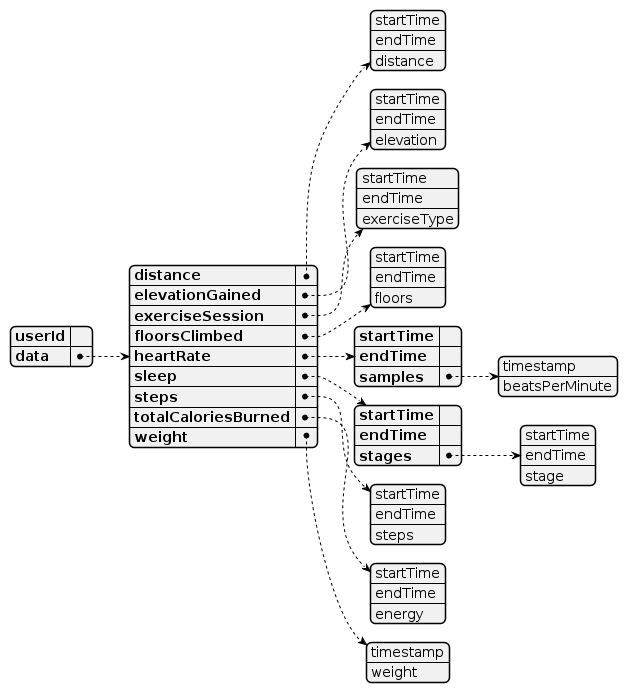 userId
data
distance
elevationGained
exerciseSession
floorsClimbed
heartRate
sleep
steps
totalCaloriesBurned
weight
startTime
endTime
distance
startTime
endTime
elevation
startTime
endTime
exerciseType
startTime
endTime
floors
startTime
endTime
samples
timestamp
beatsPerMinute
startTime
endTime
stages
startTime
endTime
stage
startTime
endTime
steps
startTime
endTime
energy
timestamp
weight